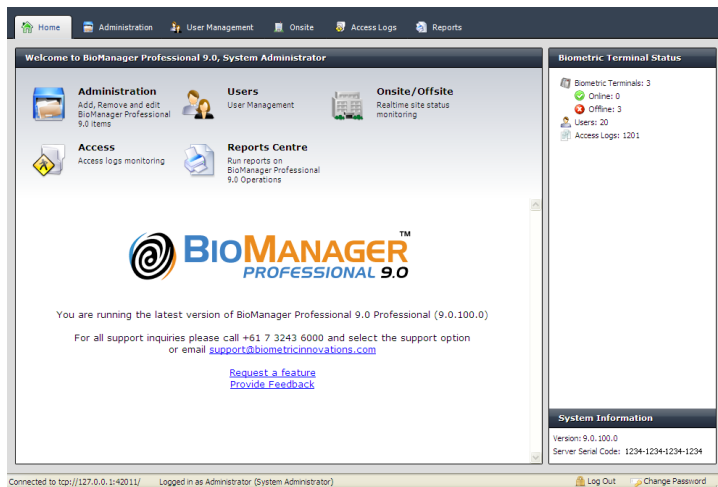 Home Administration User Management Onsite Access Logs Reports
Welcome to BioManager Professional 9.0, System Administrator
Administration
Add, Remove and edit
BioManager Professional
9.0 items
Users
User Management
Onsite/Offsite
Realtime site status
monitoring
Access
Access logs monitoring
Reports Centre
Run reports on
BioManager Professional
9.0 Operations
BIOMANAGER™
PROFESSIONAL 9.0
You are running the latest version of BioManager Professional 9.0 Professional (9.0.100.0)
For all support inquiries please call +61 7 3243 6000 and select the support option
or email support@biometricinnovations.com
Request a feature
Provide Feedback
Biometric Terminal Status
Biometric Terminals: 3
Online: 0
Offline: 3
Users: 20
Access Logs: 1201
System Information
Version: 9.0.100.0
Server Serial Code: 1234-1234-1234-1234
Connected to tcp://127.0.0.1:42011/ Logged in as Administrator (System Administrator) Log Out Change Password